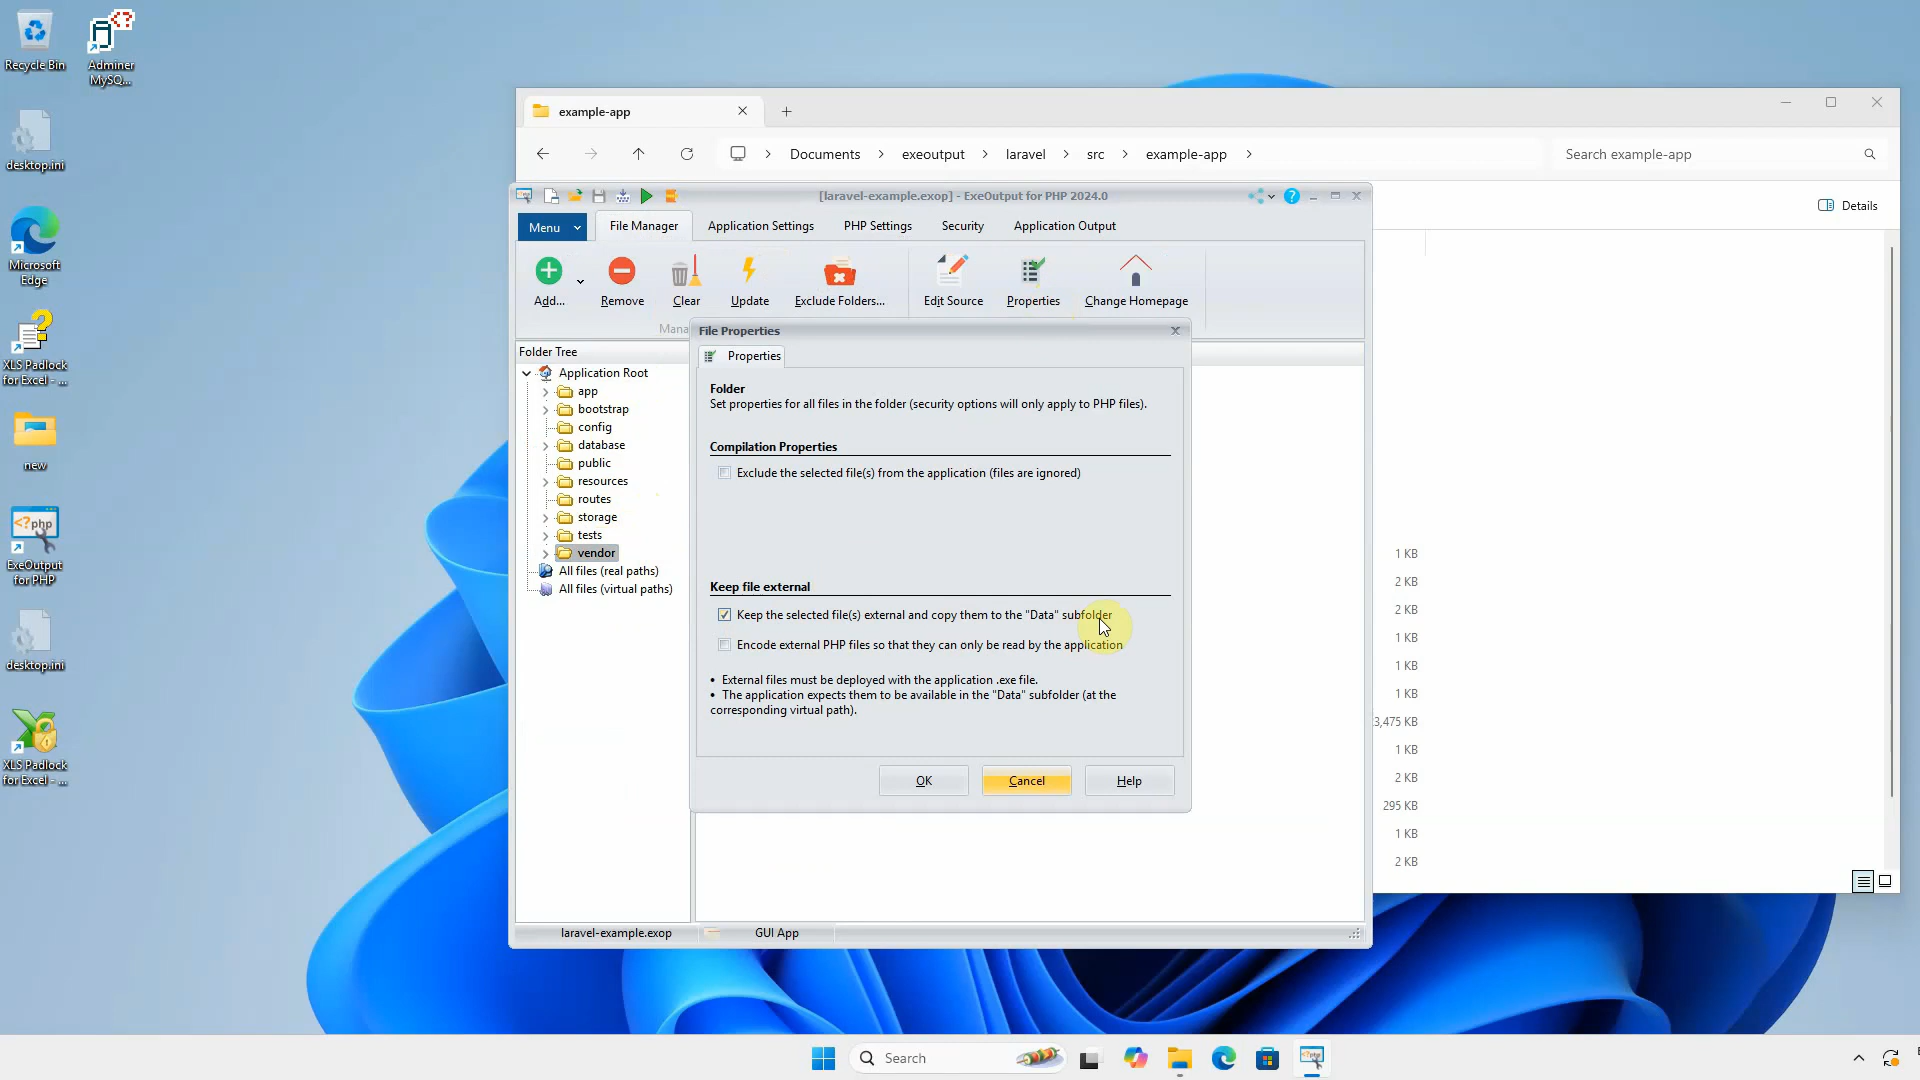 Recycle Bin
Adminer
MySQ...
desktop.ini
Microsoft
Edge
XLS Padlock
for Excel - ...
new
<?php
ExeOutput
for PHP
desktop.ini
XLS Padlock
for Excel - ...
example-app
Documents > exeoutput > laravel > src > example-app >
Search example-app
Details
[laravel-example.exop] - ExeOutput for PHP 2024.0
Menu
File Manager
Application Settings
PHP Settings
Security
Application Output
Add...
Remove
Clear
Update
Exclude Folders...
Edit Source
Properties
Change Homepage
Mana
Folder Tree
Application Root
app
bootstrap
config
database
public
resources
routes
storage
tests
vendor
All files (real paths)
All files (virtual paths)
File Properties
Properties
Folder
Set properties for all files in the folder (security options will only apply to PHP files).
Compilation Properties
Exclude the selected file(s) from the application (files are ignored)
Keep file external
Keep the selected file(s) external and copy them to the "Data" subfolder
Encode external PHP files so that they can only be read by the application
• External files must be deployed with the application .exe file.
• The application expects them to be available in the "Data" subfolder (at the
corresponding virtual path).
OK
Cancel
Help
1 KB
2 KB
2 KB
1 KB
1 KB
1 KB
3,475 KB
1 KB
2 KB
295 KB
1 KB
2 KB
laravel-example.exop
GUI App
Search